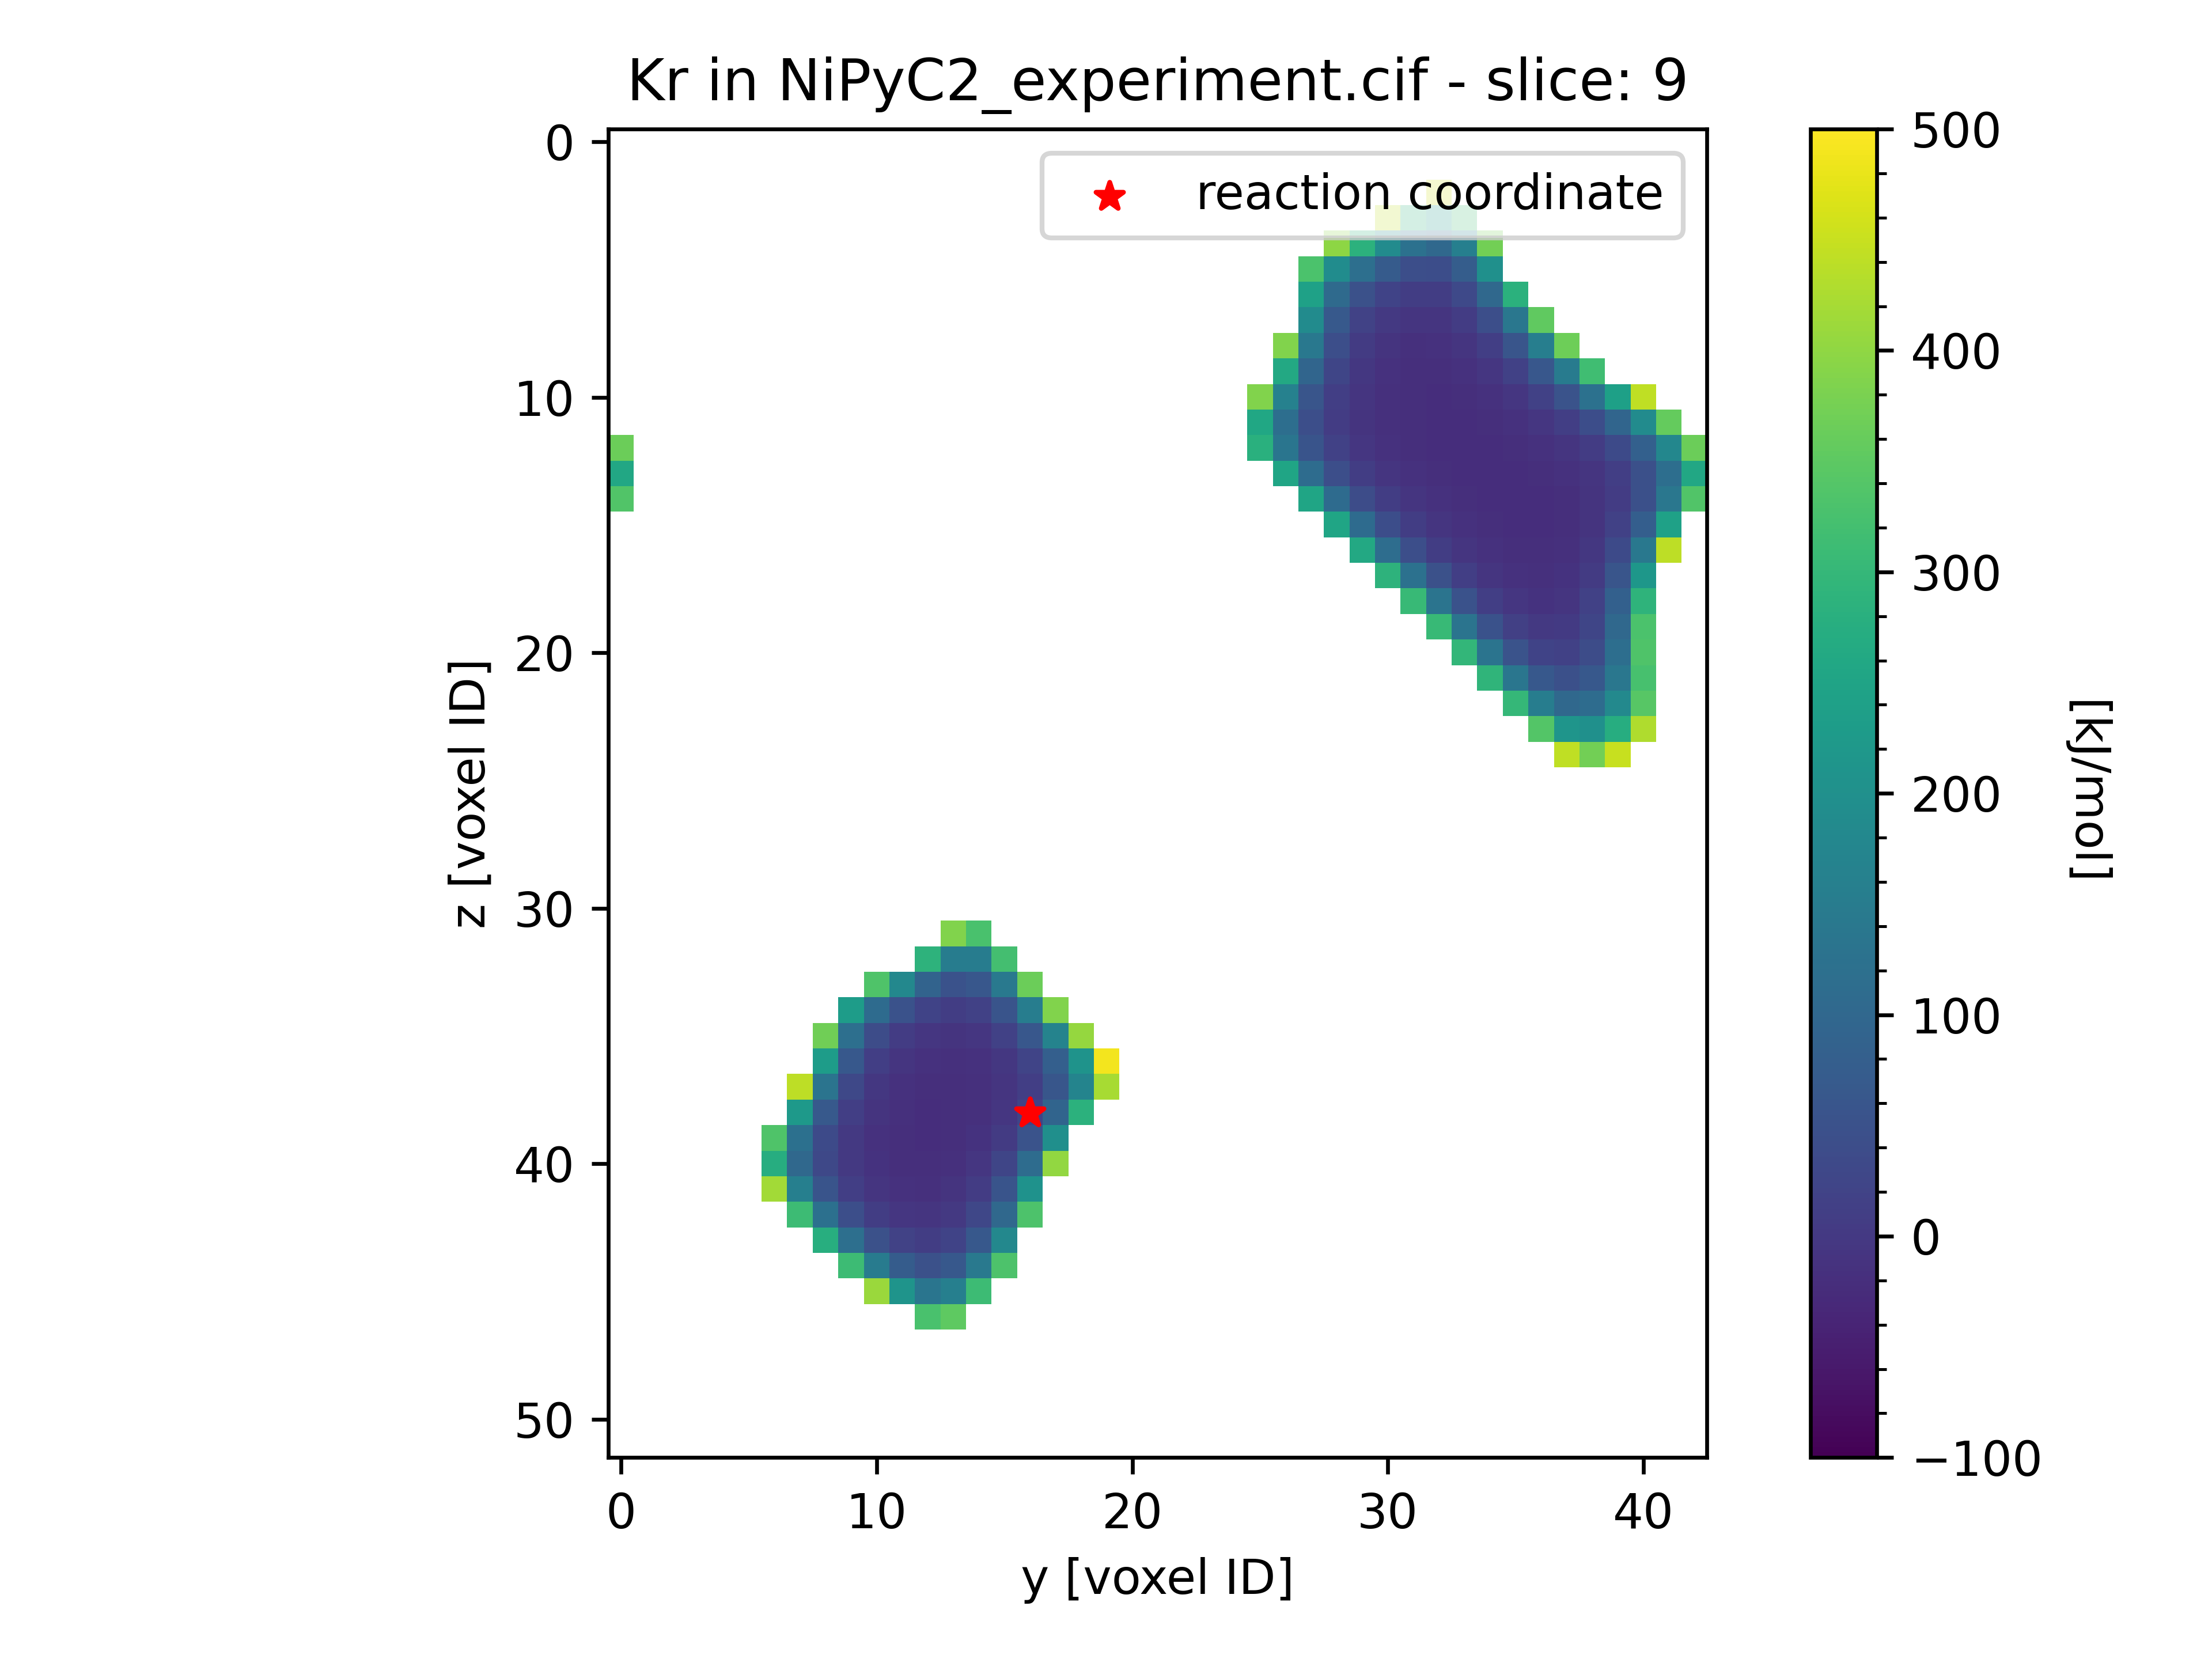 Kr in NiPyC2_experiment.cif - slice: 9
reaction coordinate
0
10
20
30
40
50
z [voxel ID]
0 10 20 30 40
y [voxel ID]
500
400
300
200
100
0
−100
[kJ/mol]